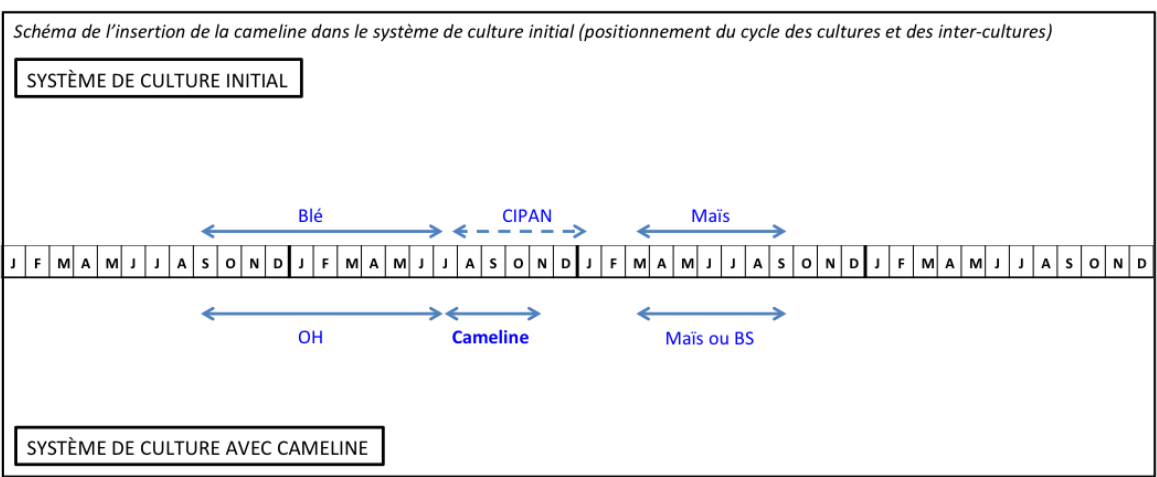 Schéma de l'insertion de la cameline dans le système de culture initial (positionnement du cycle des cultures et des inter-cultures)
SYSTÈME DE CULTURE INITIAL
Blé CIPAN Maïs
J F M A M J J A S O N D J F M A M J J A S O N D J F M A M J J A S O N D J F M A M J J A S O N D
OH Cameline Maïs ou BS
SYSTÈME DE CULTURE AVEC CAMELINE